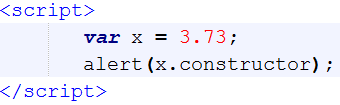 <script>
var x = 3.73;
alert(x.constructor);
</script>